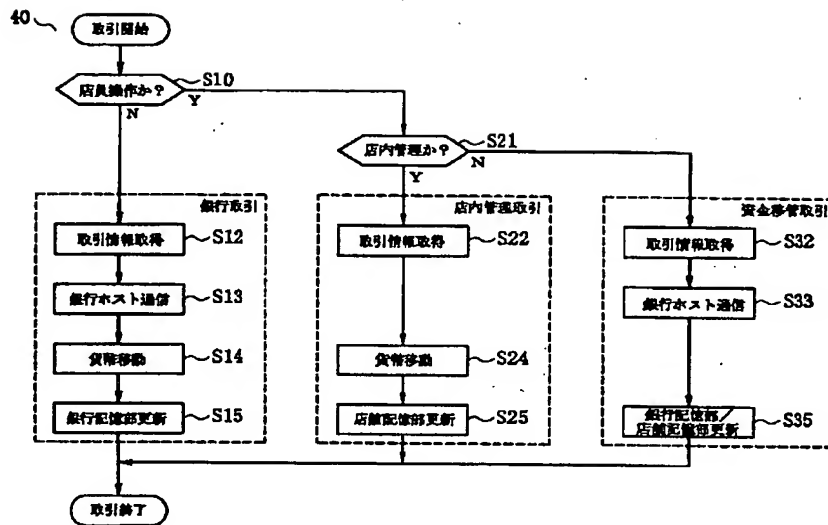 40
取引開始
店員操作か？
S10
N
Y
店内管理か？
S21
Y
N
銀行取引
取引情報取得
S12
銀行ホスト通信
S13
貨幣移動
S14
銀行記憶部更新
S15
店内管理取引
取引情報取得
S22
貨幣移動
S24
店舗記憶部更新
S25
資金移管取引
取引情報取得
S32
銀行ホスト通信
S33
銀行記憶部／
店舗記憶部更新
S35
取引終了